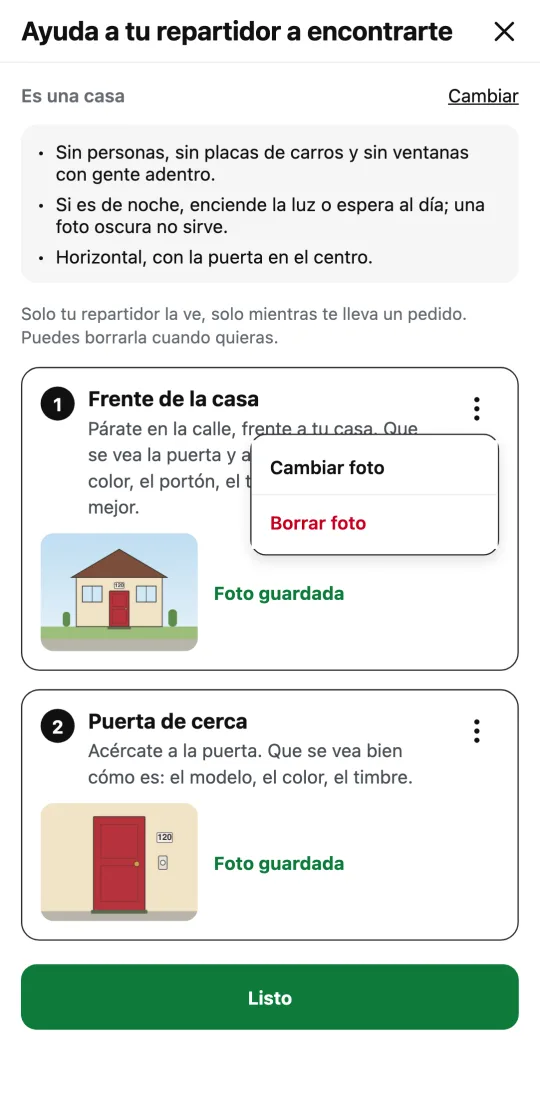 Ayuda a tu repartidor a encontrarte
Es una casa
Cambiar
• Sin personas, sin placas de carros y sin ventanas
con gente adentro.
• Si es de noche, enciende la luz o espera al día; una
foto oscura no sirve.
• Horizontal, con la puerta en el centro.
Solo tu repartidor la ve, solo mientras te lleva un pedido.
Puedes borrarla cuando quieras.
1
Frente de la casa
Párate en la calle, frente a tu casa. Que
se vea la puerta y
color, el portón, el
mejor.
Cambiar foto
Borrar foto
120
Foto guardada
2
Puerta de cerca
Acércate a la puerta. Que se vea bien
cómo es: el modelo, el color, el timbre.
120
Foto guardada
Listo